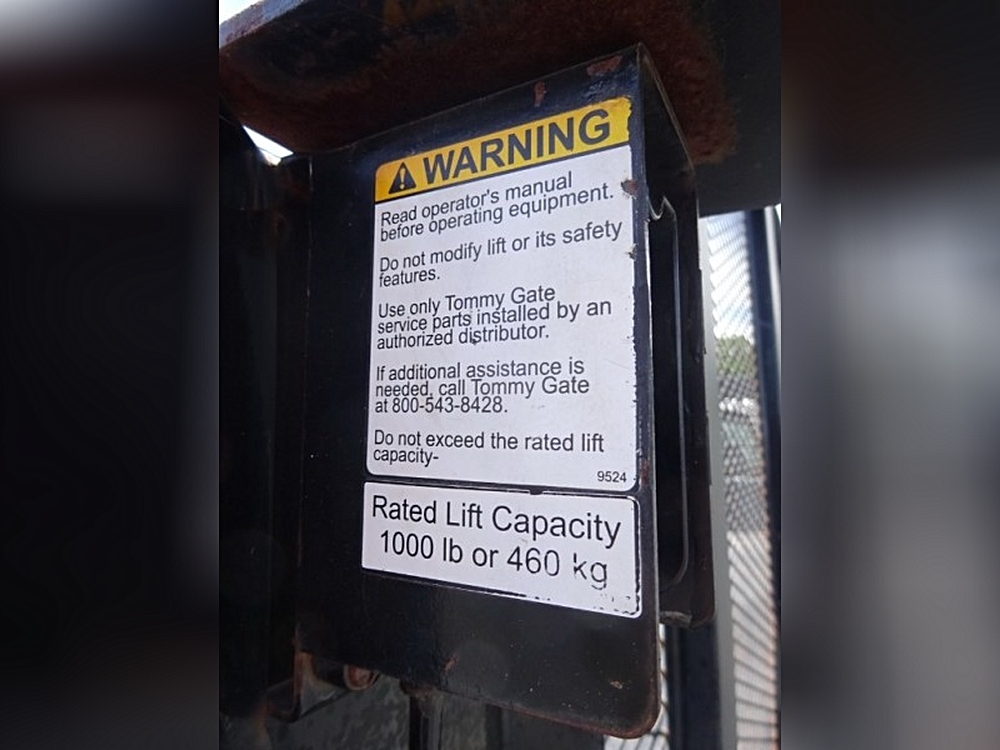 WARNING
Read operator's manual
before operating equipment.
Do not modify lift or its safety
features.
Use only Tommy Gate
service parts installed by an
authorized distributor.
If additional assistance is
needed, call Tommy Gate
at 800-543-8428.
Do not exceed the rated lift
capacity-
9524
Rated Lift Capacity
1000 lb or 460 kg